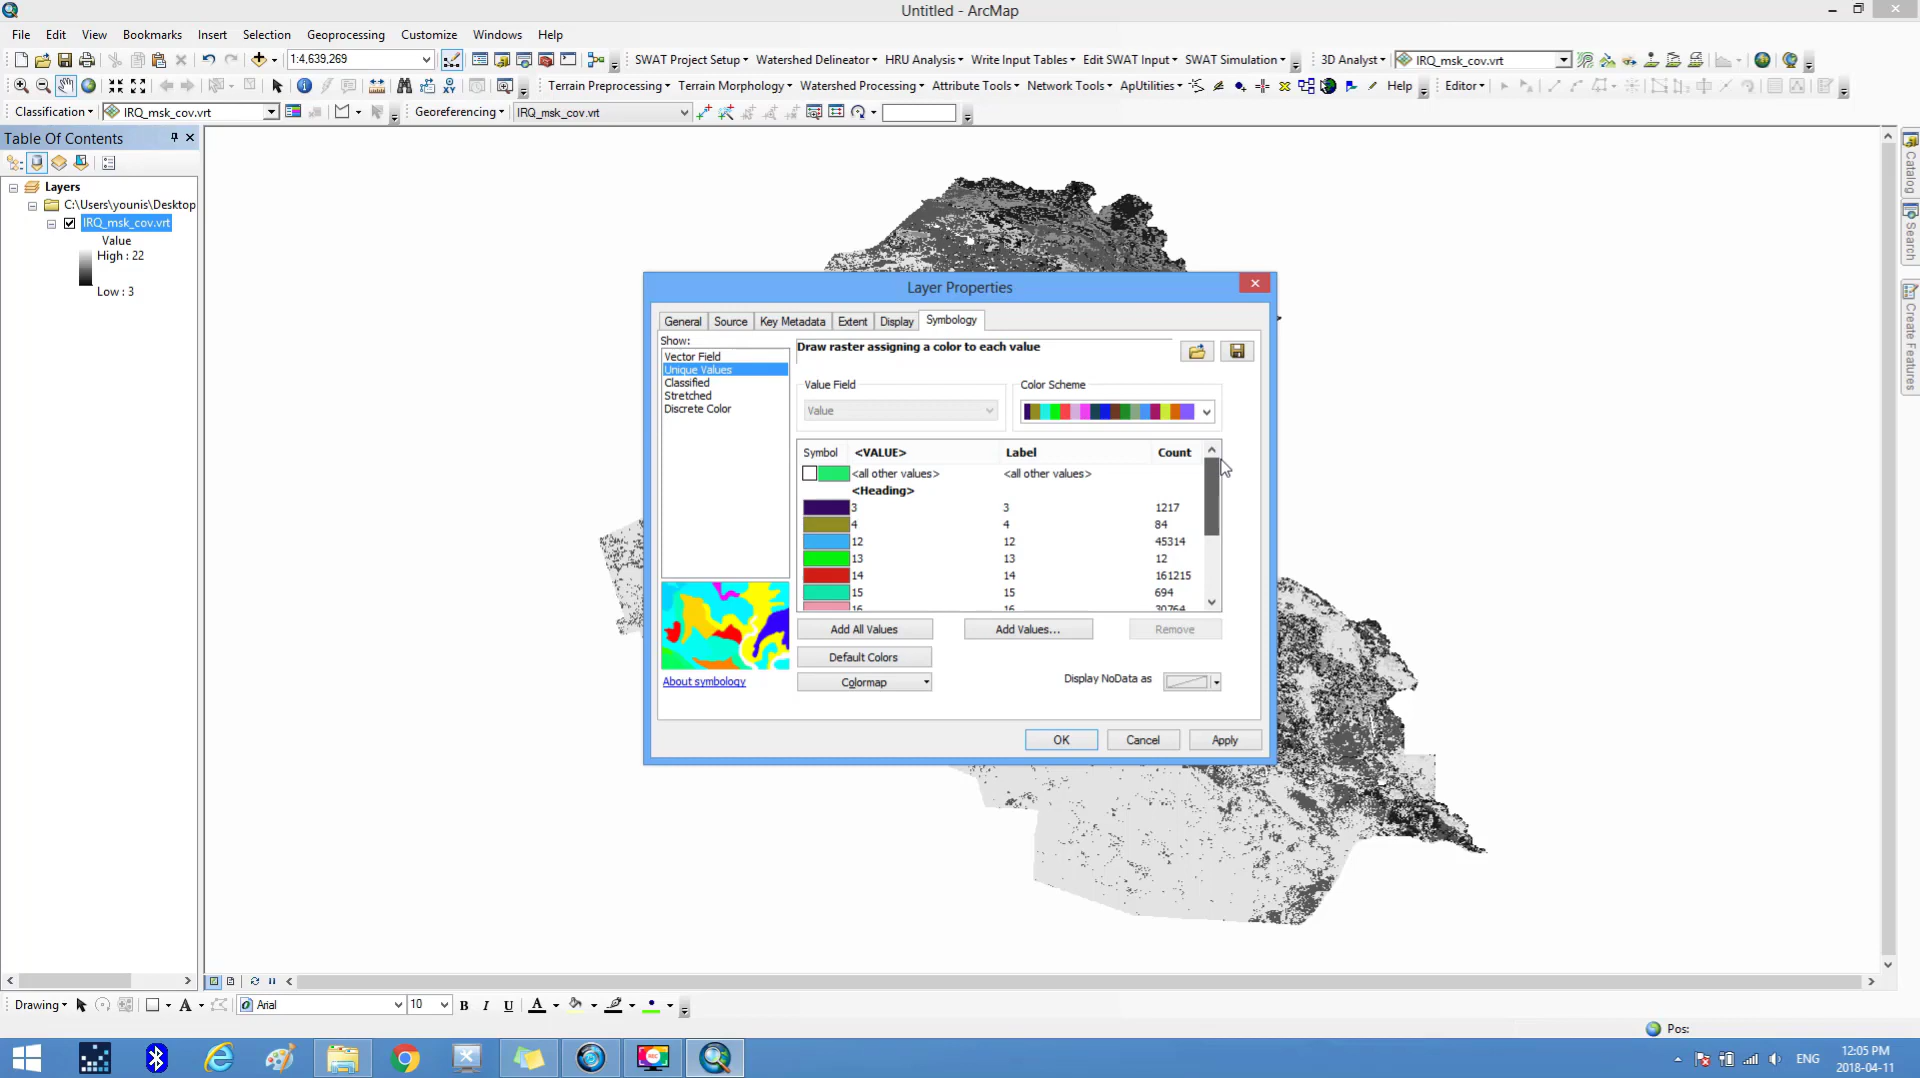 Untitled - ArcMap
File Edit View Bookmarks Insert Selection Geoprocessing Customize Windows Help
1:4,639,269 SWAT Project Setup Watershed Delineator HRU Analysis Write Input Tables Edit SWAT Input SWAT Simulation 3D Analyst IRQ_msk_cov.vrt
Terrain Preprocessing Terrain Morphology Watershed Processing Attribute Tools Network Tools ApUtilities Help Editor
Classification IRQ_msk_cov.vrt Georeferencing IRQ_msk_cov.vrt
Table Of Contents
Layers
C:\Users\younis\Desktop
IRQ_msk_cov.vrt
Value
High : 22
Low : 3
Catalog
Search
Create Features
Layer Properties
General Source Key Metadata Extent Display Symbology
Show:
Vector Field
Unique Values
Classified
Stretched
Discrete Color
About symbology
Draw raster assigning a color to each value
Value Field Color Scheme
Value
Symbol <VALUE> Label Count
<all other values> <all other values>
<Heading>
3 3 1217
4 4 84
12 12 45314
13 13 12
14 14 161215
15 15 694
16 16 30764
Add All Values Add Values... Remove
Default Colors
Colormap Display NoData as
OK Cancel Apply
Drawing A Arial 10 B I U A
Pos:
REC
ENG
12:05 PM
2018-04-11